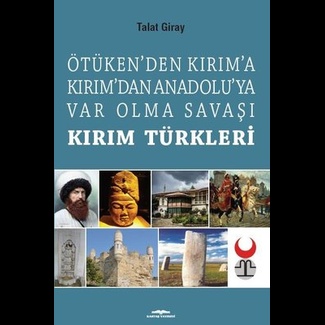 Talat Giray
ÖTÜKEN'DEN KIRIM'A
KIRIM'DAN ANADOLU'YA
VAR OLMA SAVAŞI
KIRIM TÜRKLERİ